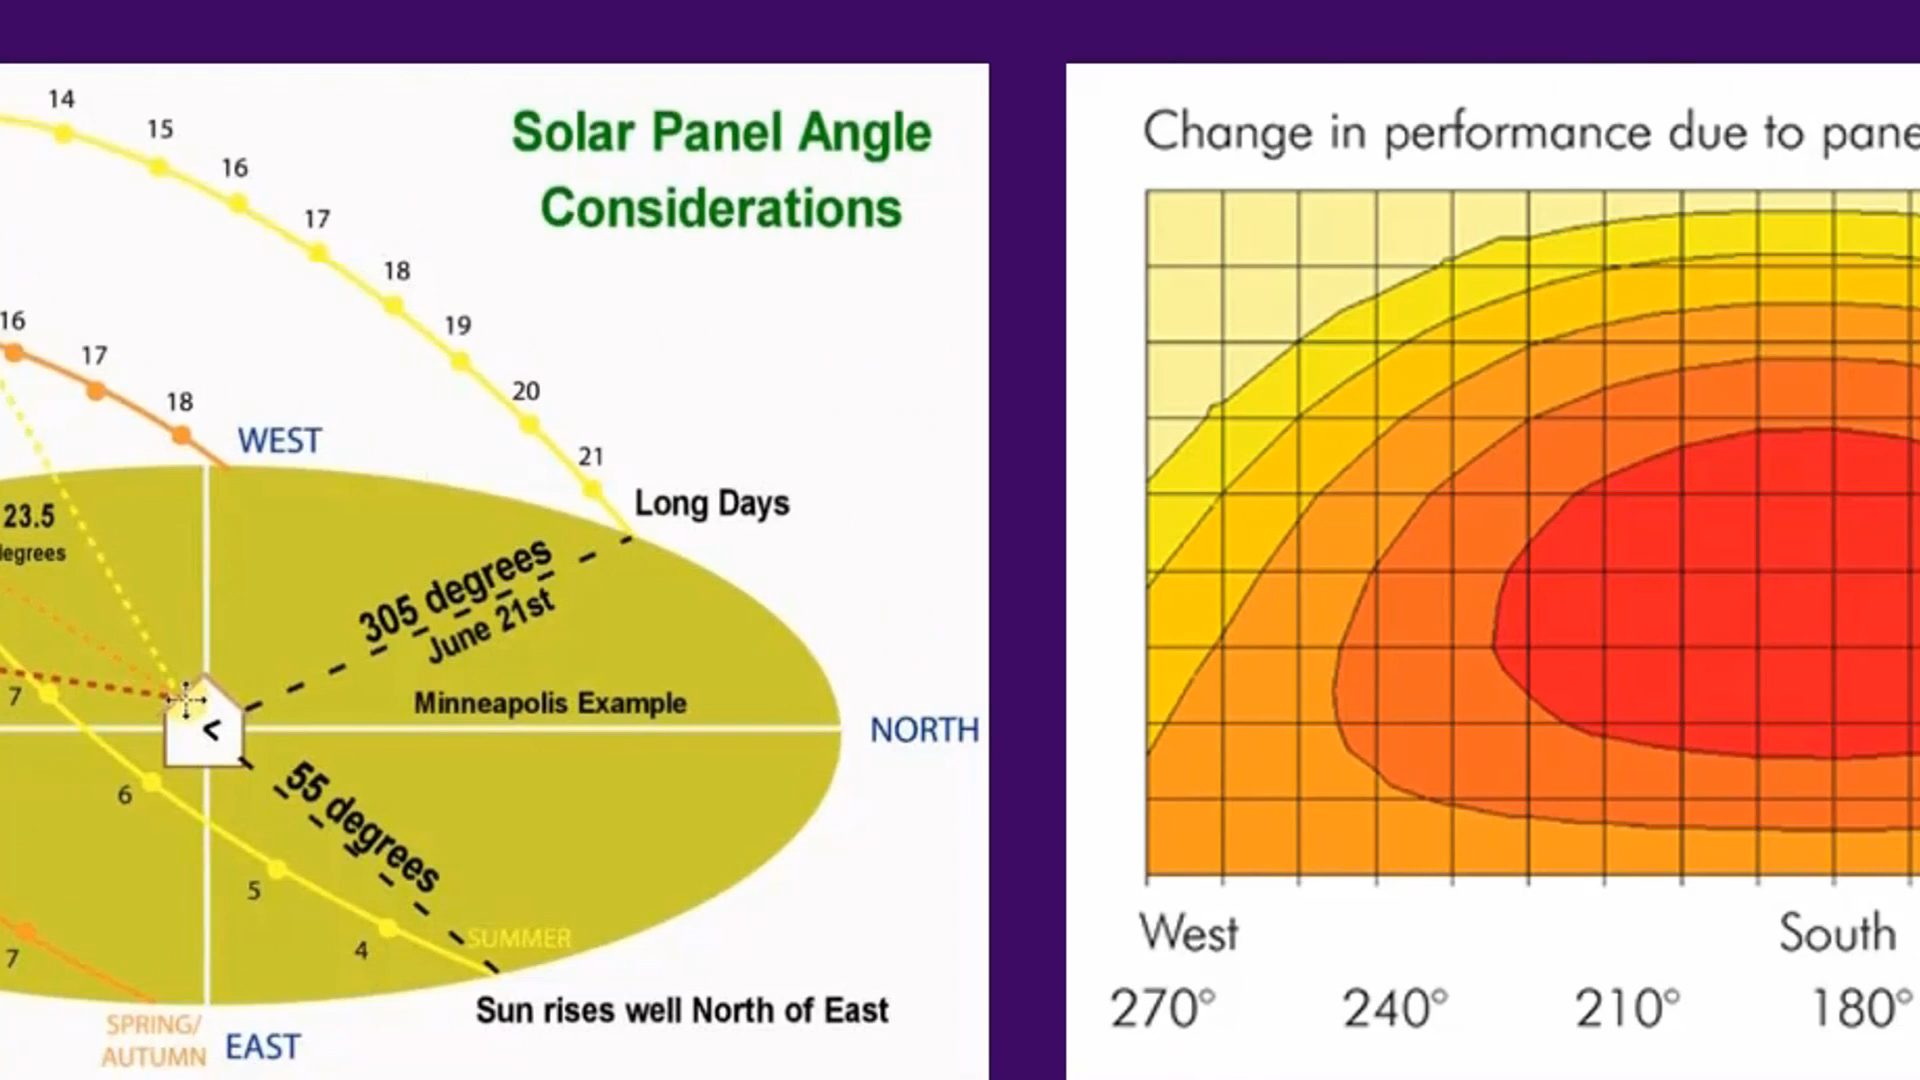 Solar Panel Angle
Considerations
14
15
16
17
18
19
20
21
16
17
18
WEST
Long Days
23.5
305 degrees
June 21st
Minneapolis Example
NORTH
<
7
6
55 degrees
5
4
SUMMER
7
Sun rises well North of East
SPRING/
AUTUMN
EAST
Change in performance due to
West
South
270°
240°
210°
180°